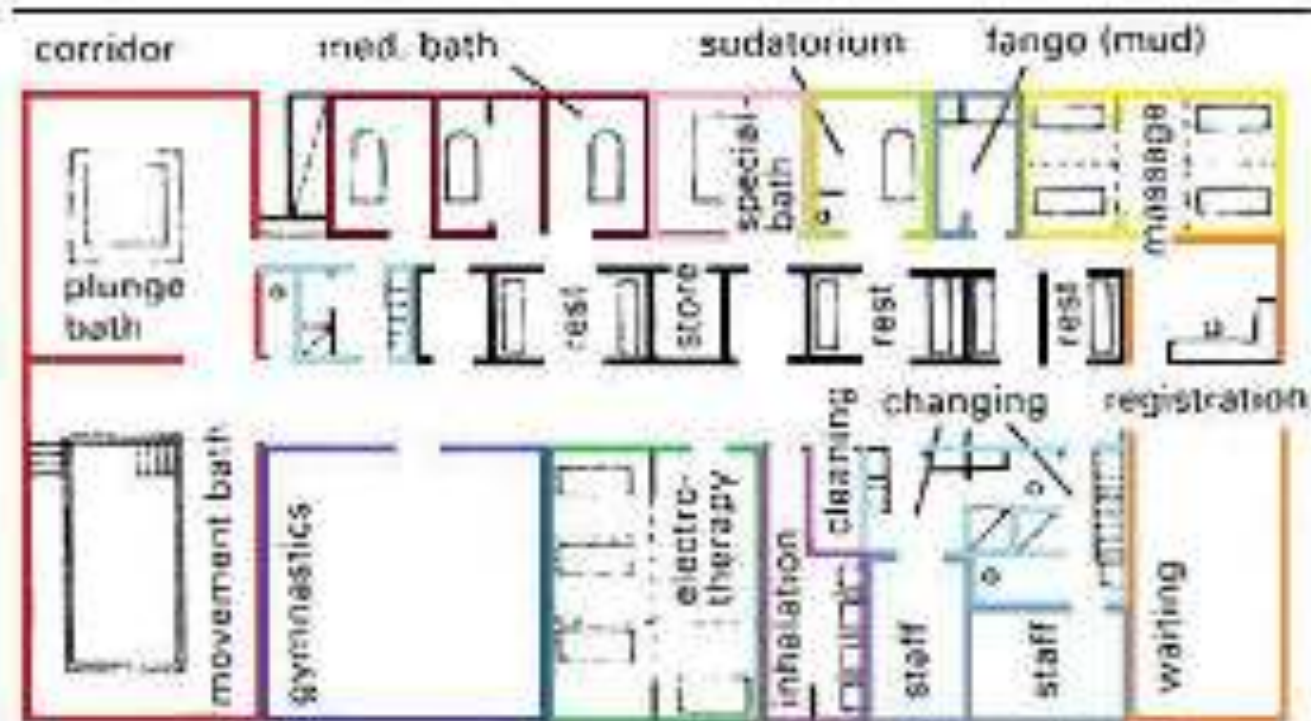 corridor
med. bath
sudatorium
fango (mud)
special
bath
massage
plunge
bath
rest
store
rest
rest
changing
registration
movement bath
gymnastics
electro-
therapy
inhalation
cleaning
staff
staff
waiting